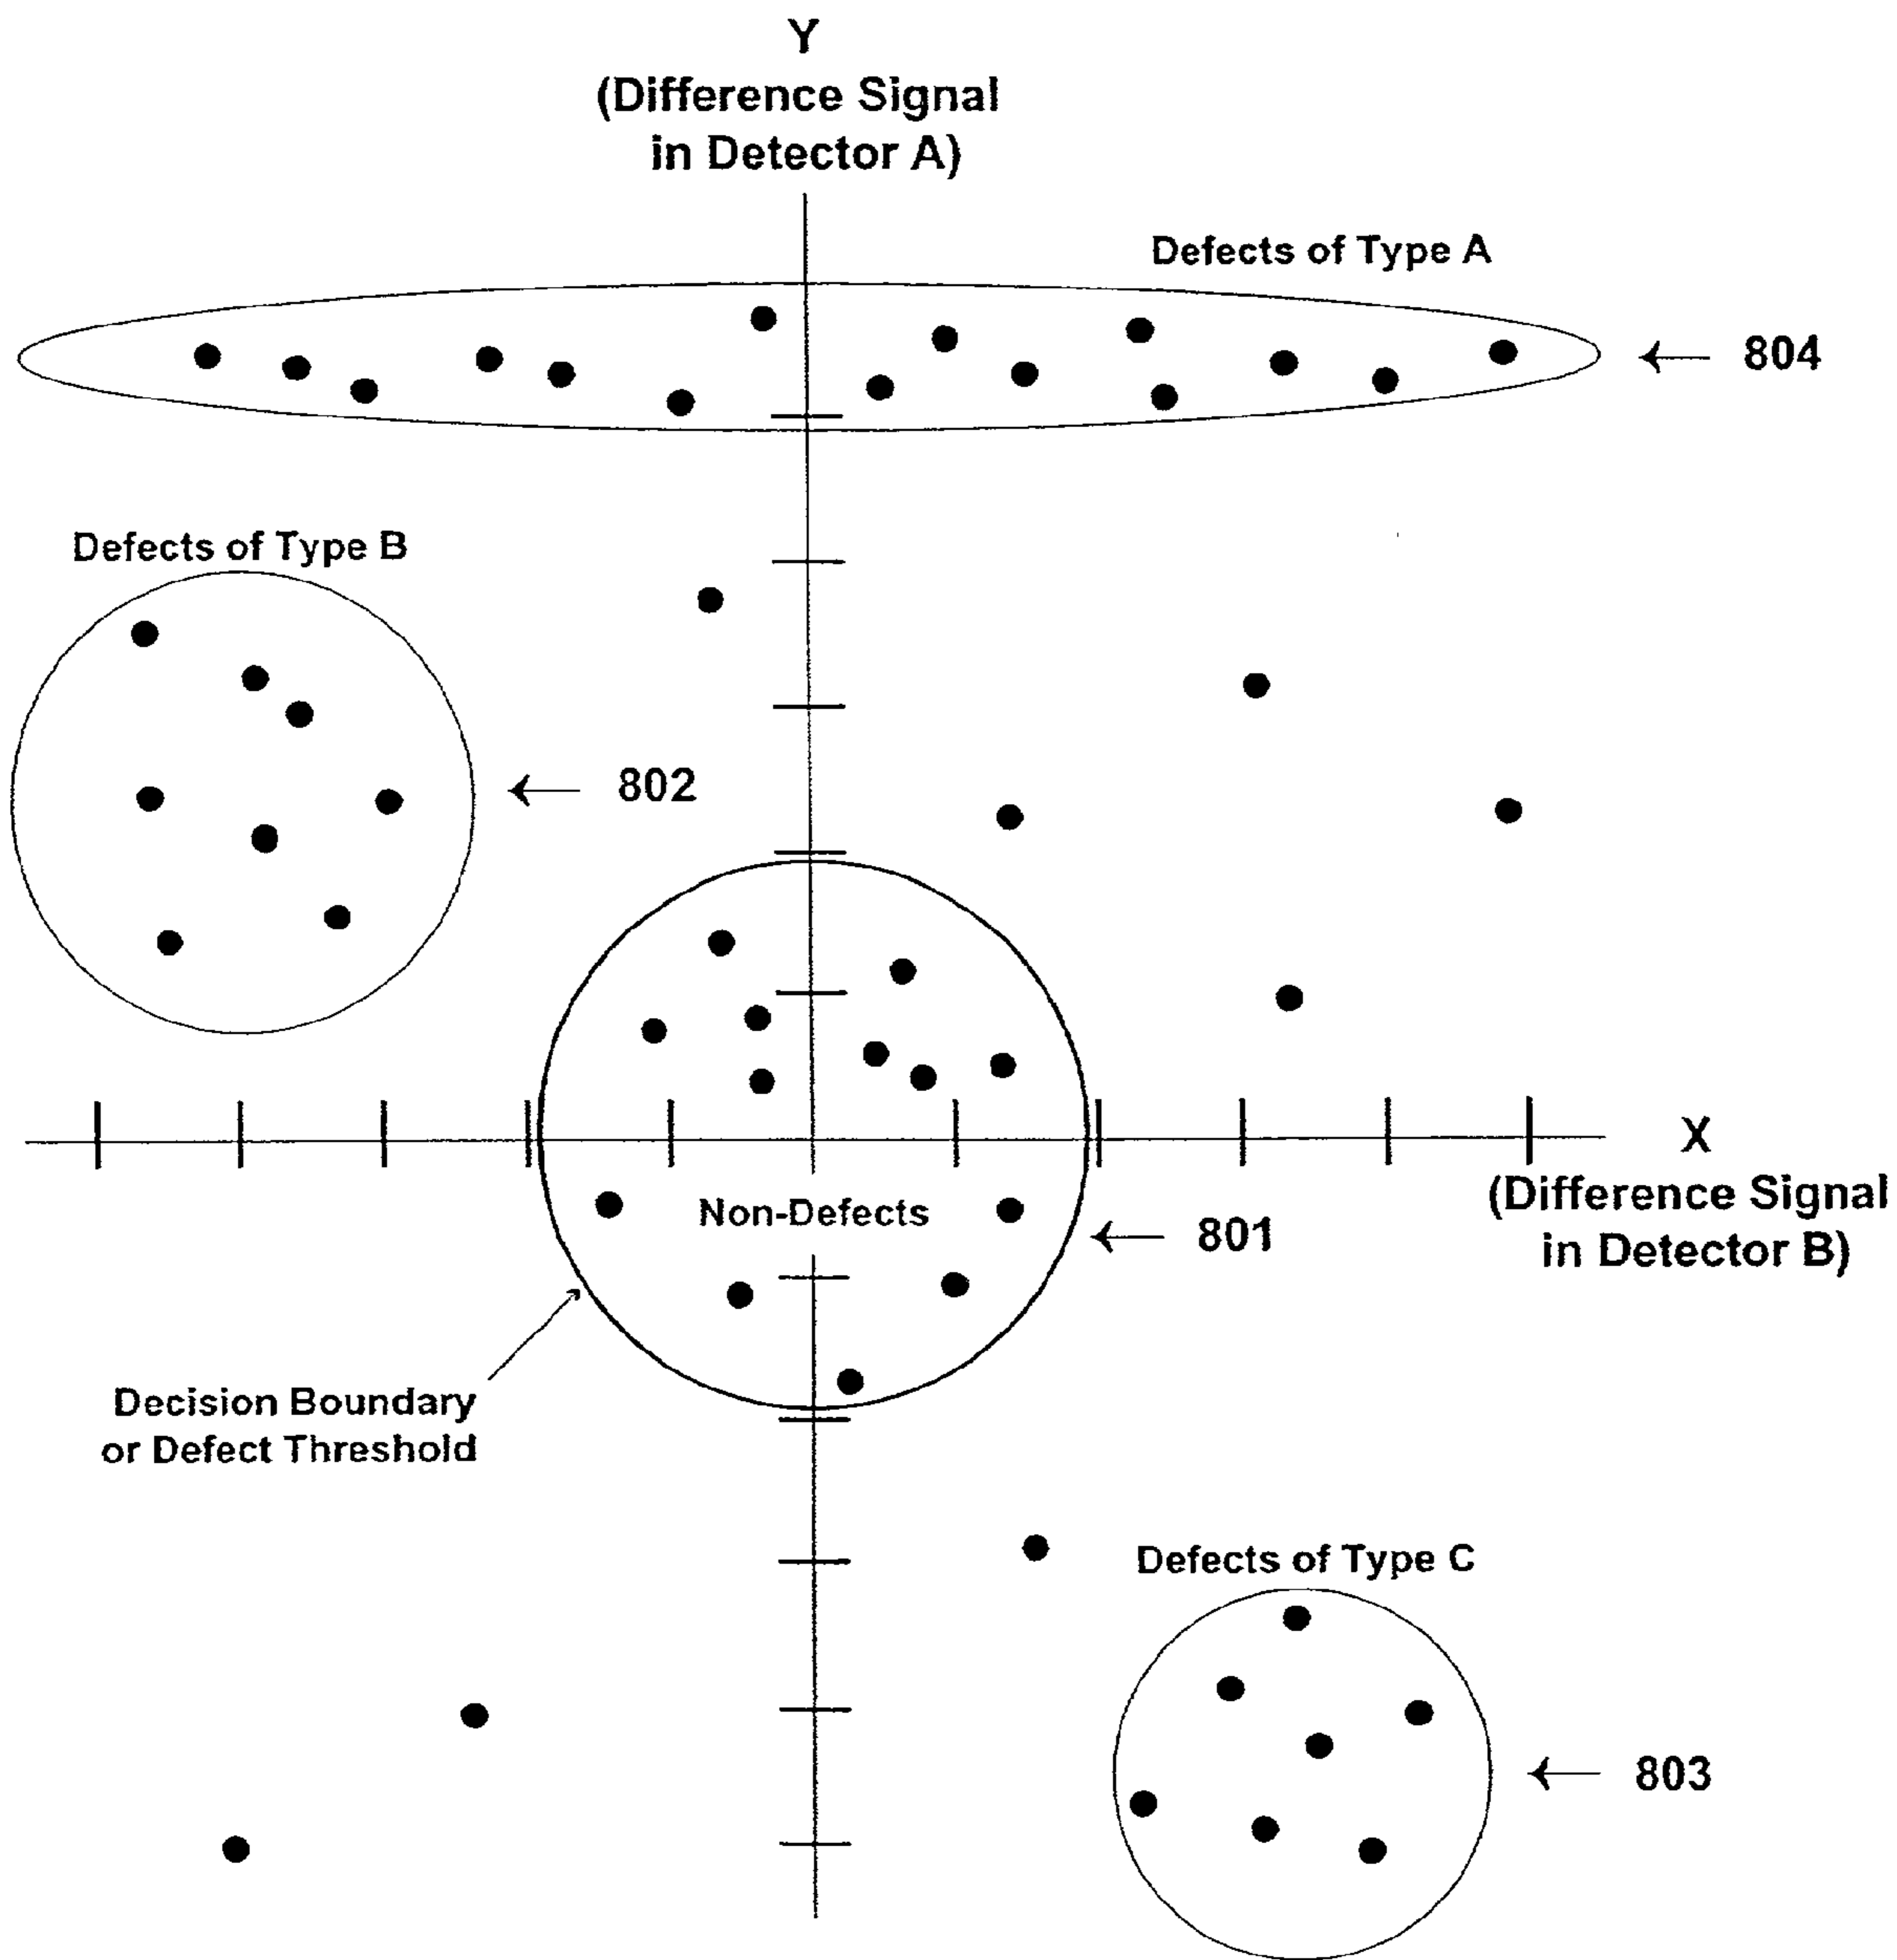 Y
(Difference Signal
in Detector A)
Defects of Type A
804
Defects of Type B
802
X
(Difference Signal
in Detector B)
Non-Defects
801
Decision Boundary
or Defect Threshold
Defects of Type C
803